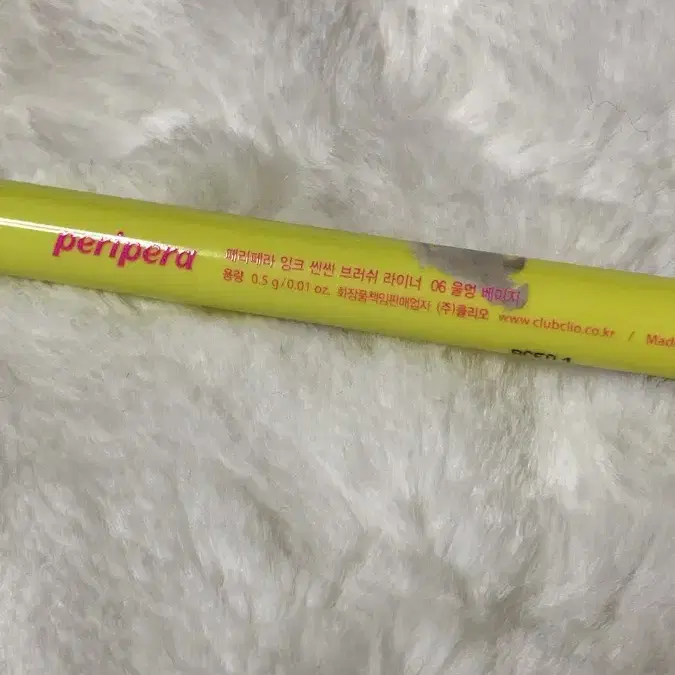 peripera
페리페라 잉크 씬씬 브러쉬 라이너 06 울멍 베이지
용량 0.5 g/0.01 oz. 화장품책임판매업자 (주)클리오 www.clubclio.co.kr / Made